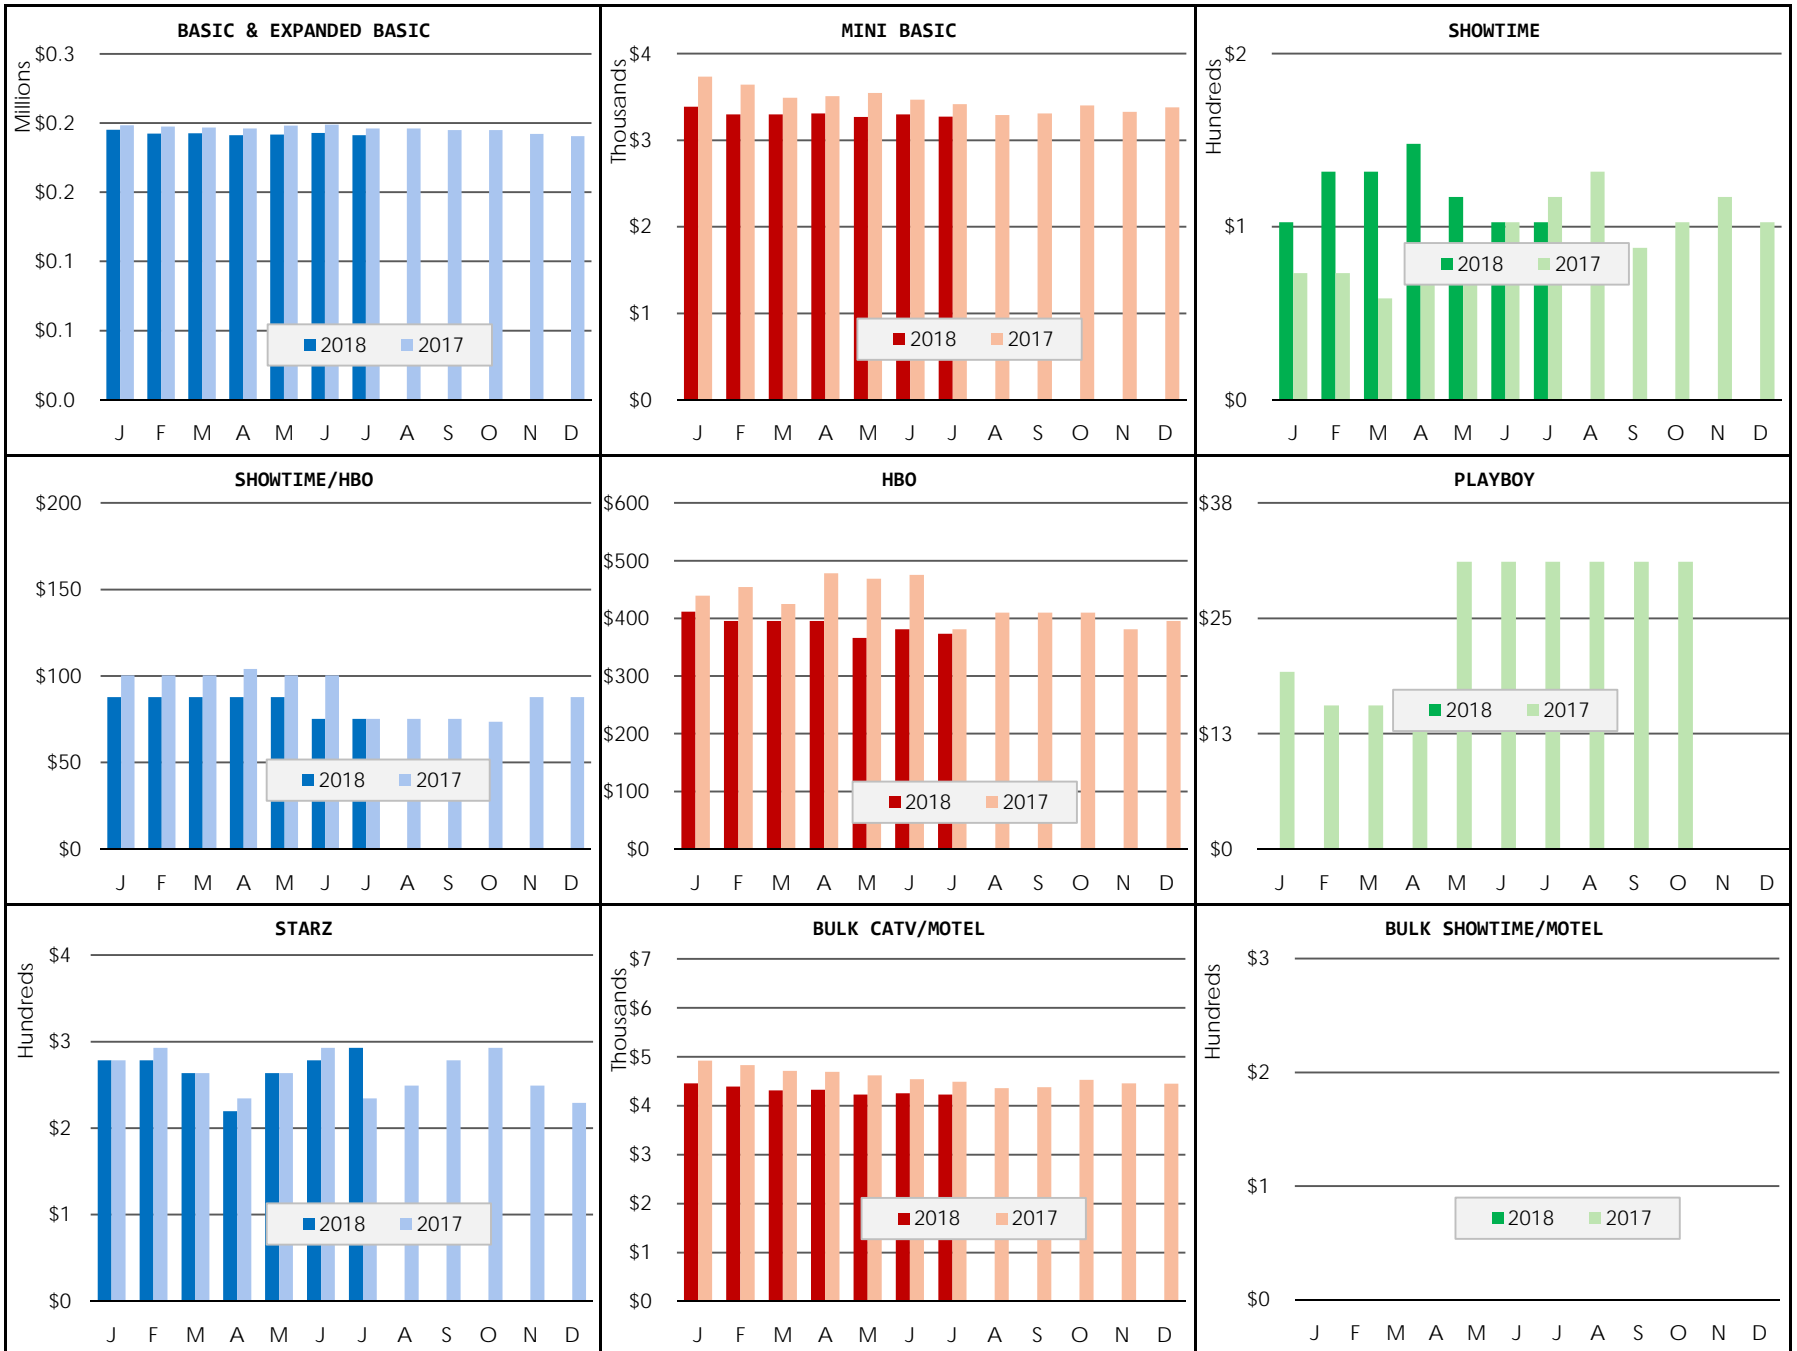 BASIC & EXPANDED BASIC
Millions
$0.3
$0.2
$0.2
$0.1
$0.1
$0.0
2018 2017
J F M A M J J A S O N D
MINI BASIC
Thousands
$4
$3
$2
$1
$0
2018 2017
J F M A M J J A S O N D
SHOWTIME
Hundreds
$2
$1
$0
2018 2017
J F M A M J J A S O N D
SHOWTIME/HBO
$200
$150
$100
$50
$0
2018 2017
J F M A M J J A S O N D
HBO
$600
$500
$400
$300
$200
$100
$0
2018 2017
J F M A M J J A S O N D
PLAYBOY
$38
$25
$13
$0
2018 2017
J F M A M J J A S O N D
STARZ
Hundreds
$4
$3
$2
$1
$0
2018 2017
J F M A M J J A S O N D
BULK CATV/MOTEL
Thousands
$7
$6
$5
$4
$3
$2
$1
$0
2018 2017
J F M A M J J A S O N D
BULK SHOWTIME/MOTEL
Hundreds
$3
$2
$1
$0
2018 2017
J F M A M J J A S O N D